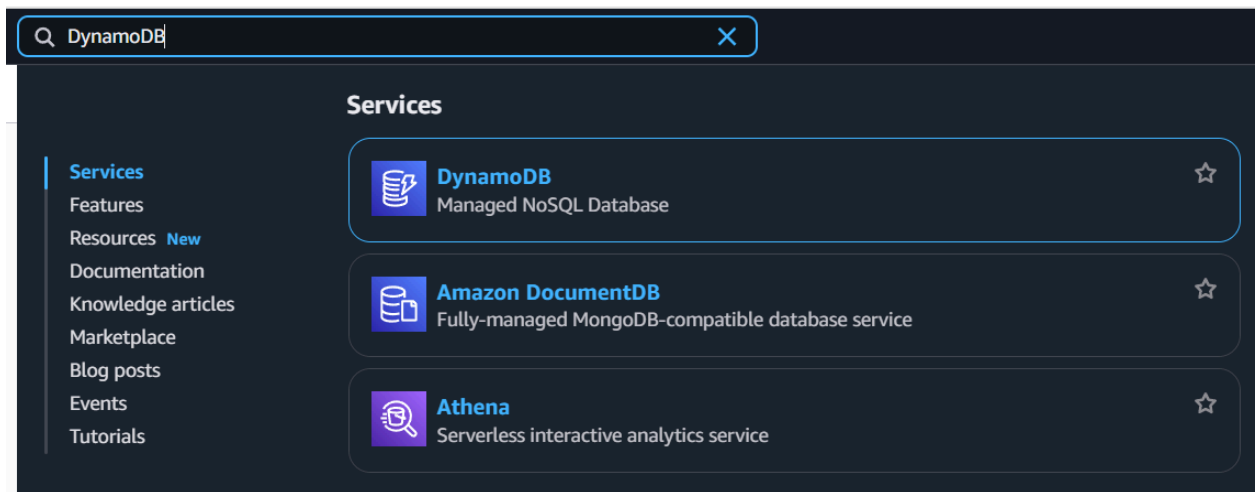 DynamoDB
Services
Services
Features
Resources New
Documentation
Knowledge articles
Marketplace
Blog posts
Events
Tutorials
DynamoDB
Managed NoSQL Database
Amazon DocumentDB
Fully-managed MongoDB-compatible database service
Athena
Serverless interactive analytics service